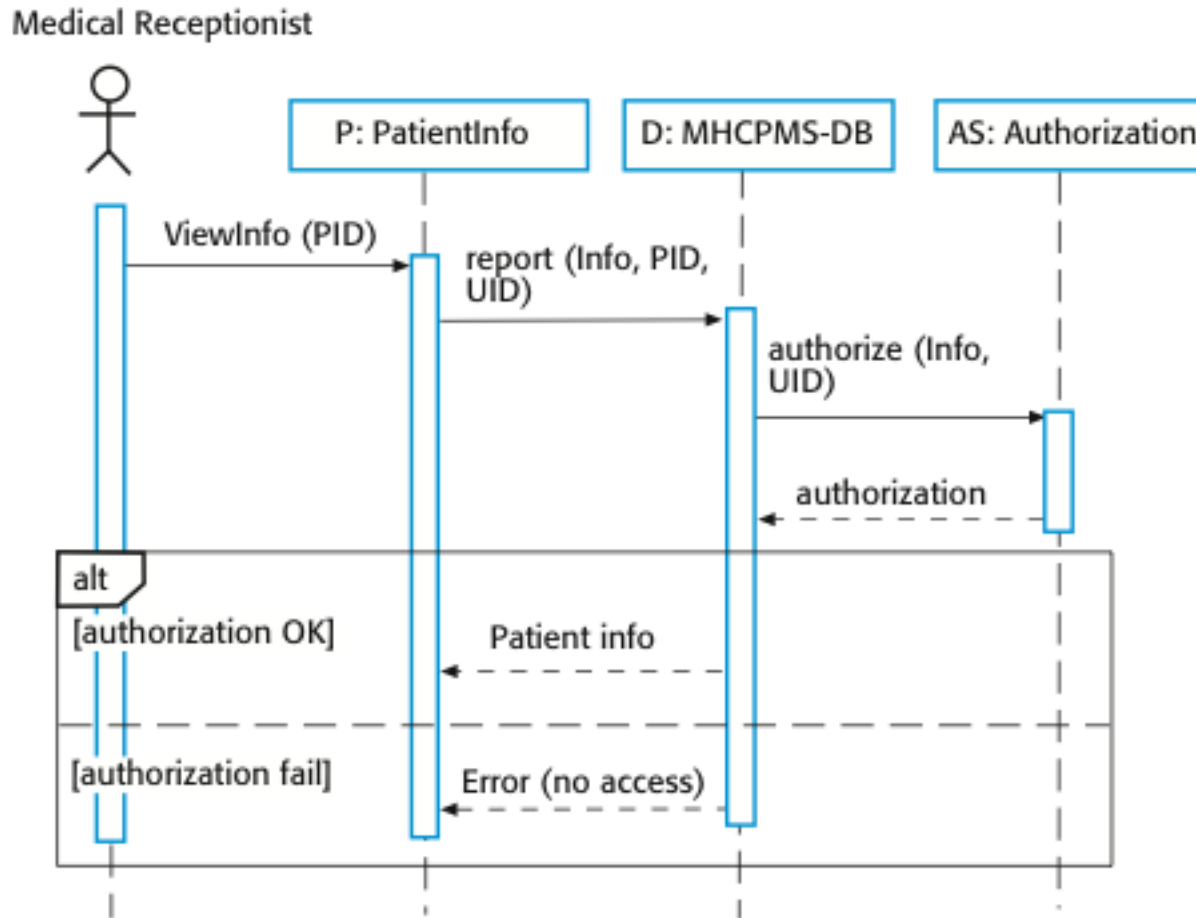 Medical Receptionist
P: PatientInfo
D: MHCPMS-DB
AS: Authorization
ViewInfo (PID)
report (Info, PID,
UID)
authorize (Info,
UID)
authorization
alt
[authorization OK]
Patient info
[authorization fail]
Error (no access)